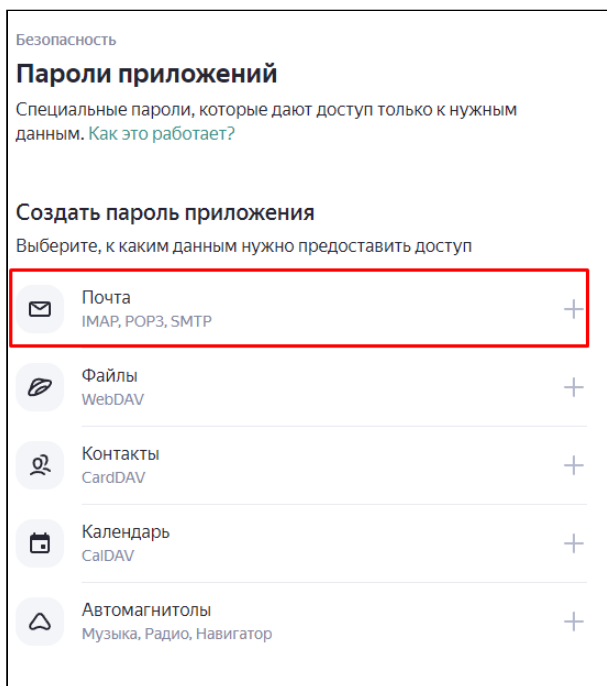 Безопасность
Пароли приложений
Специальные пароли, которые дают доступ только к нужным
данным. Как это работает?
Создать пароль приложения
Выберите, к каким данным нужно предоставить доступ
Почта
IMAP, POP3, SMTP
Файлы
WebDAV
Контакты
CardDAV
Календарь
CalDAV
Автомагнитолы
Музыка, Радио, Навигатор